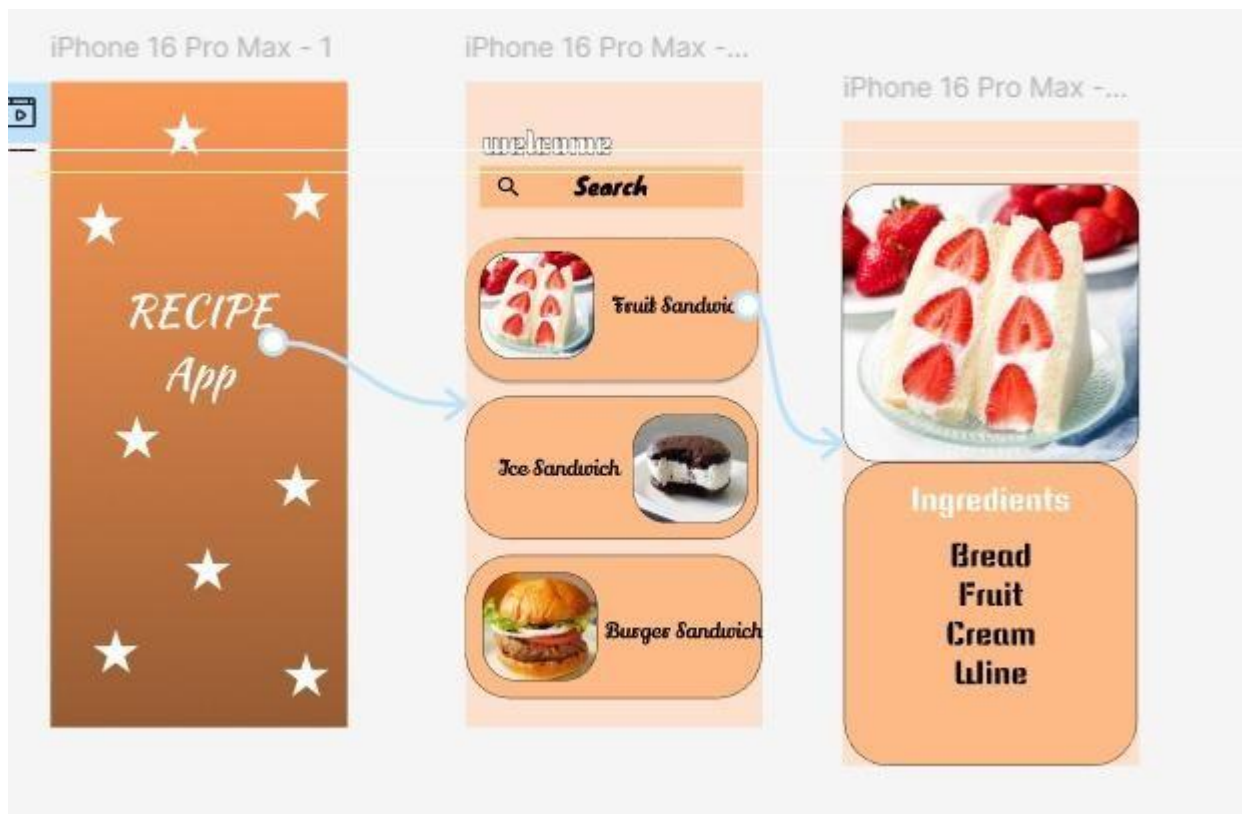 iPhone 16 Pro Max - 1
RECIPE
App
iPhone 16 Pro Max -...
welcome
Search
Fruit Sandwic
Ice Sandwich
Burger Sandwich
iPhone 16 Pro Max -...
Ingredients
Bread
Fruit
Cream
Wine